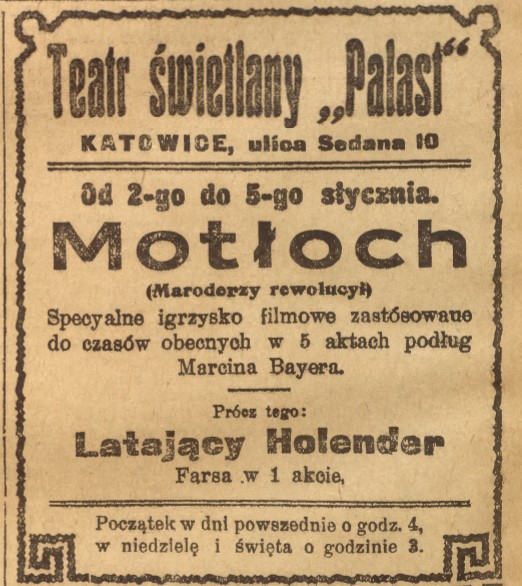 Teatr świetlany „Palast“
KATOWICE, ulica Sedana 10
Od 2-go do 5-go stycznia.
Motłoch
(Maroderzy rewolucyi)
Specyalne igrzysko filmowe zastósowane
do czasów obecnych w 5 aktach podług
Marcina Bayera.
Prócz tego:
Latający Holender
Farsa w 1 akcie,
Początek w dni powszednie o godz. 4,
w niedzielę i święta o godzinie 3.